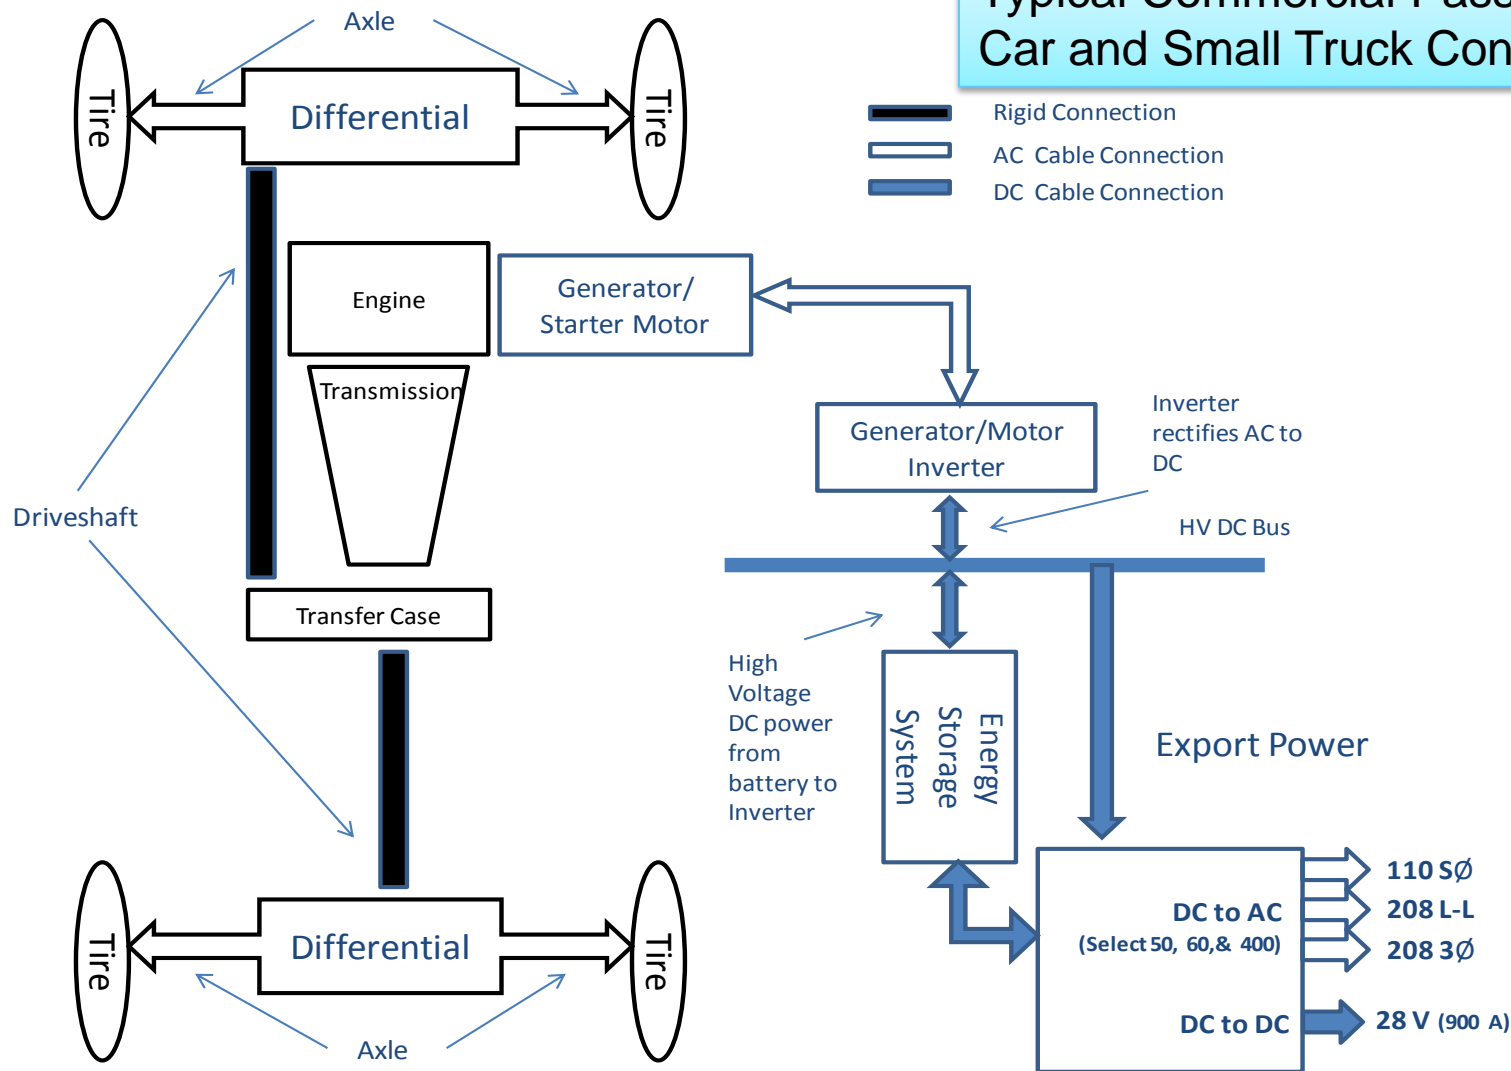 Typical Commercial Pass
Car and Small Truck Con
Axle
Tire
Differential
Tire
Rigid Connection
AC Cable Connection
DC Cable Connection
Engine
Generator/
Starter Motor
Transmission
Generator/Motor
Inverter
Inverter
rectifies AC to
DC
Driveshaft
HV DC Bus
Transfer Case
High
Voltage
DC power
from
battery to
Inverter
Energy
Storage
System
Export Power
DC to AC
(Select 50, 60,& 400)
110 SØ
208 L-L
208 3Ø
DC to DC
28 V (900 A)
Tire
Differential
Tire
Axle